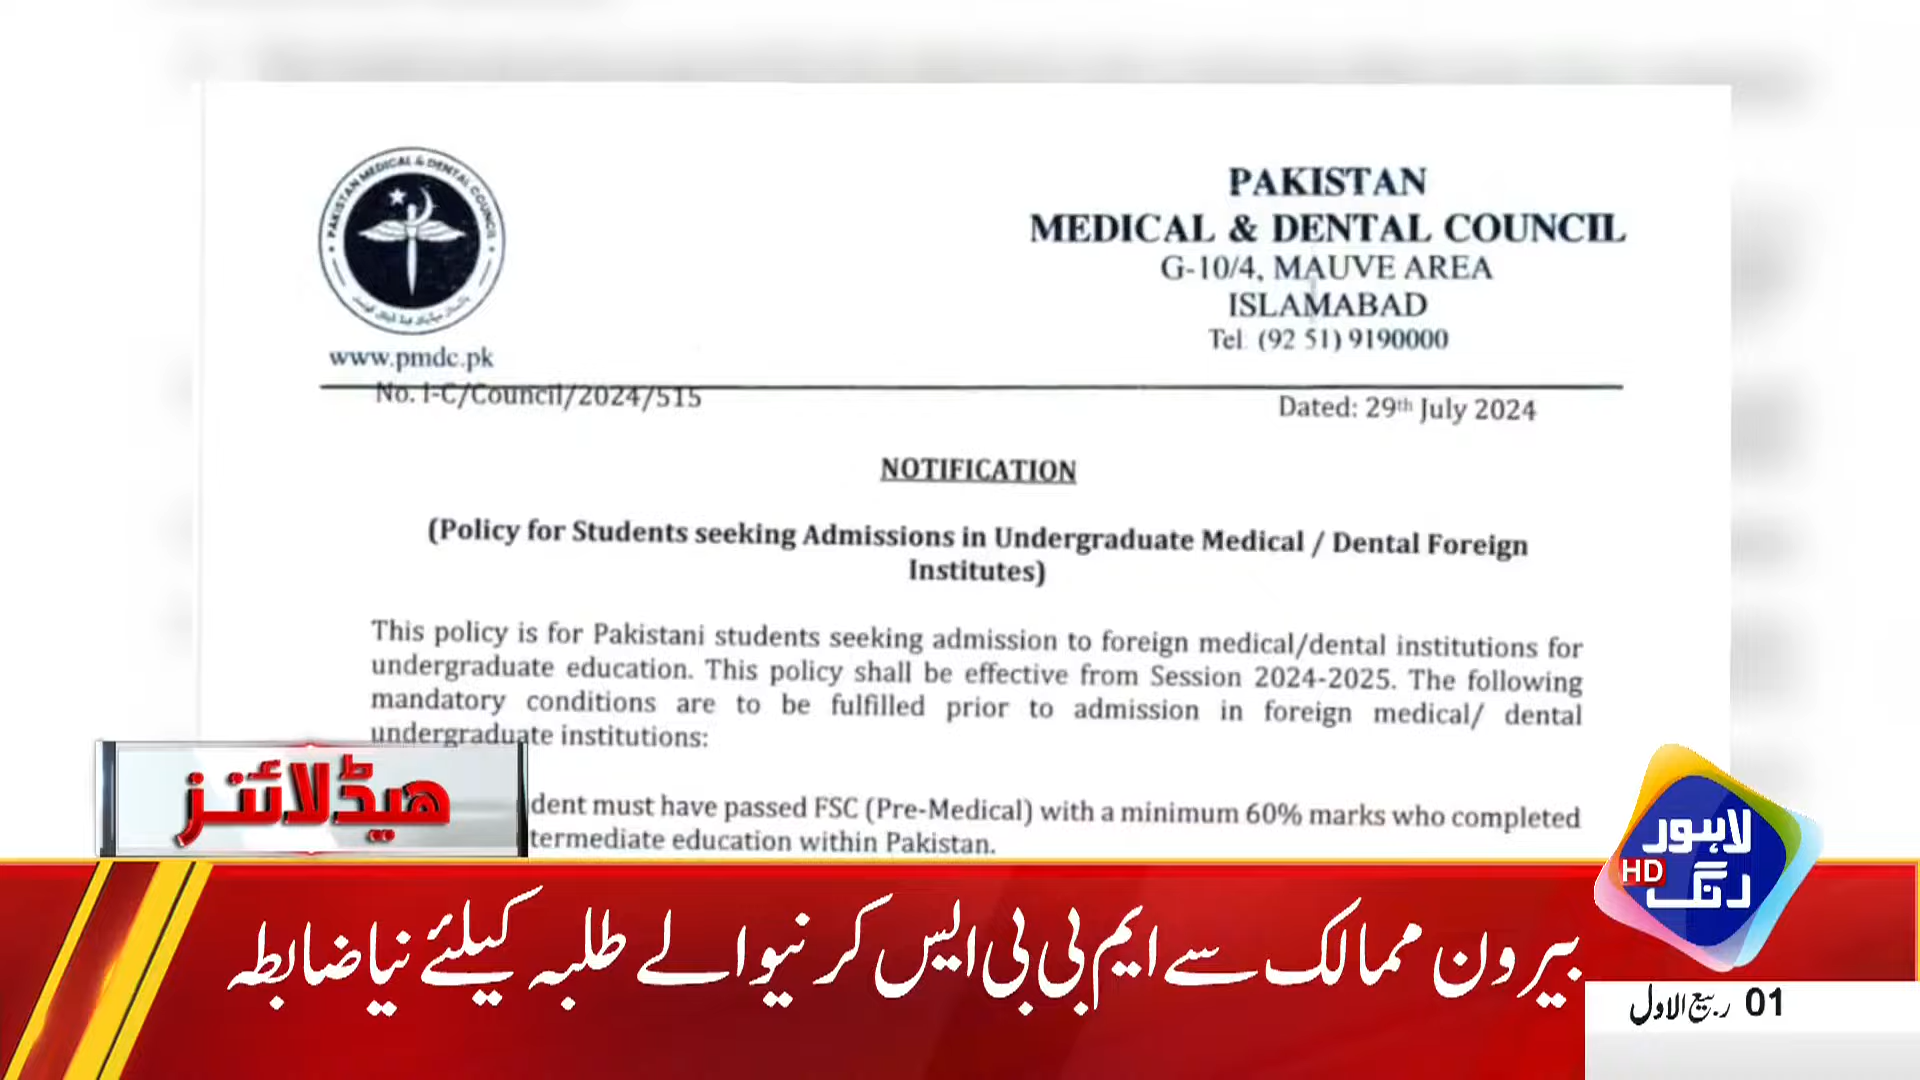 PAKISTAN MEDICAL & DENTAL COUNCIL
www.pmdc.pk
PAKISTAN
MEDICAL & DENTAL COUNCIL
G-10/4, MAUVE AREA
ISLAMABAD
Tel: (92 51) 9190000
No. I-C/Council/2024/515
Dated: 29th July 2024
NOTIFICATION
(Policy for Students seeking Admissions in Undergraduate Medical / Dental Foreign
Institutes)
This policy is for Pakistani students seeking admission to foreign medical/dental institutions for
undergraduate education. This policy shall be effective from Session 2024-2025. The following
mandatory conditions are to be fulfilled prior to admission in foreign medical/ dental
undergraduate institutions:
dent must have passed FSC (Pre-Medical) with a minimum 60% marks who completed
termediate education within Pakistan.
ہیڈلائنز
لاہور
HD
رنگ
بیرون ممالک سے ایم بی بی ایس کرنیوالے طلبہ کیلئے نیا ضابطہ
01 ربیع الاول